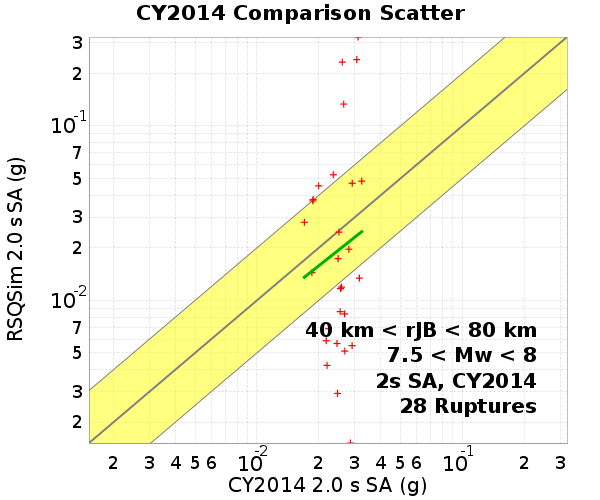 CY2014 Comparison Scatter
RSQSim 2.0 s SA (g)
3
2
10^-1
7
5
3
2
10^-2
7
5
3
2
40 km < rJB < 80 km
7.5 < Mw < 8
2s SA, CY2014
28 Ruptures
2 3 4 5 6 10^-2 2 3 4 5 6 10^-1 2 3
CY2014 2.0 s SA (g)